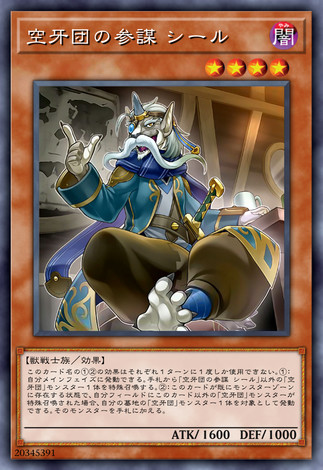 空牙団の参謀 シール
やみ
闇
【獣戦士族／効果】
このカード名の①②の効果はそれぞれ１ターンに１度しか使用できない。①:
自分メインフェイズに発動できる。手札から「空牙団の参謀 シール」以外の「空
牙団」モンスター１体を特殊召喚する。②:このカードが既にモンスターゾーン
に存在する状態で、自分フィールドにこのカード以外の「空牙団」モンスターが
特殊召喚された場合、自分の墓地の「空牙団」モンスター１体を対象として発動
できる。そのモンスターを手札に加える。
ATK/1600 DEF/1000
20345391